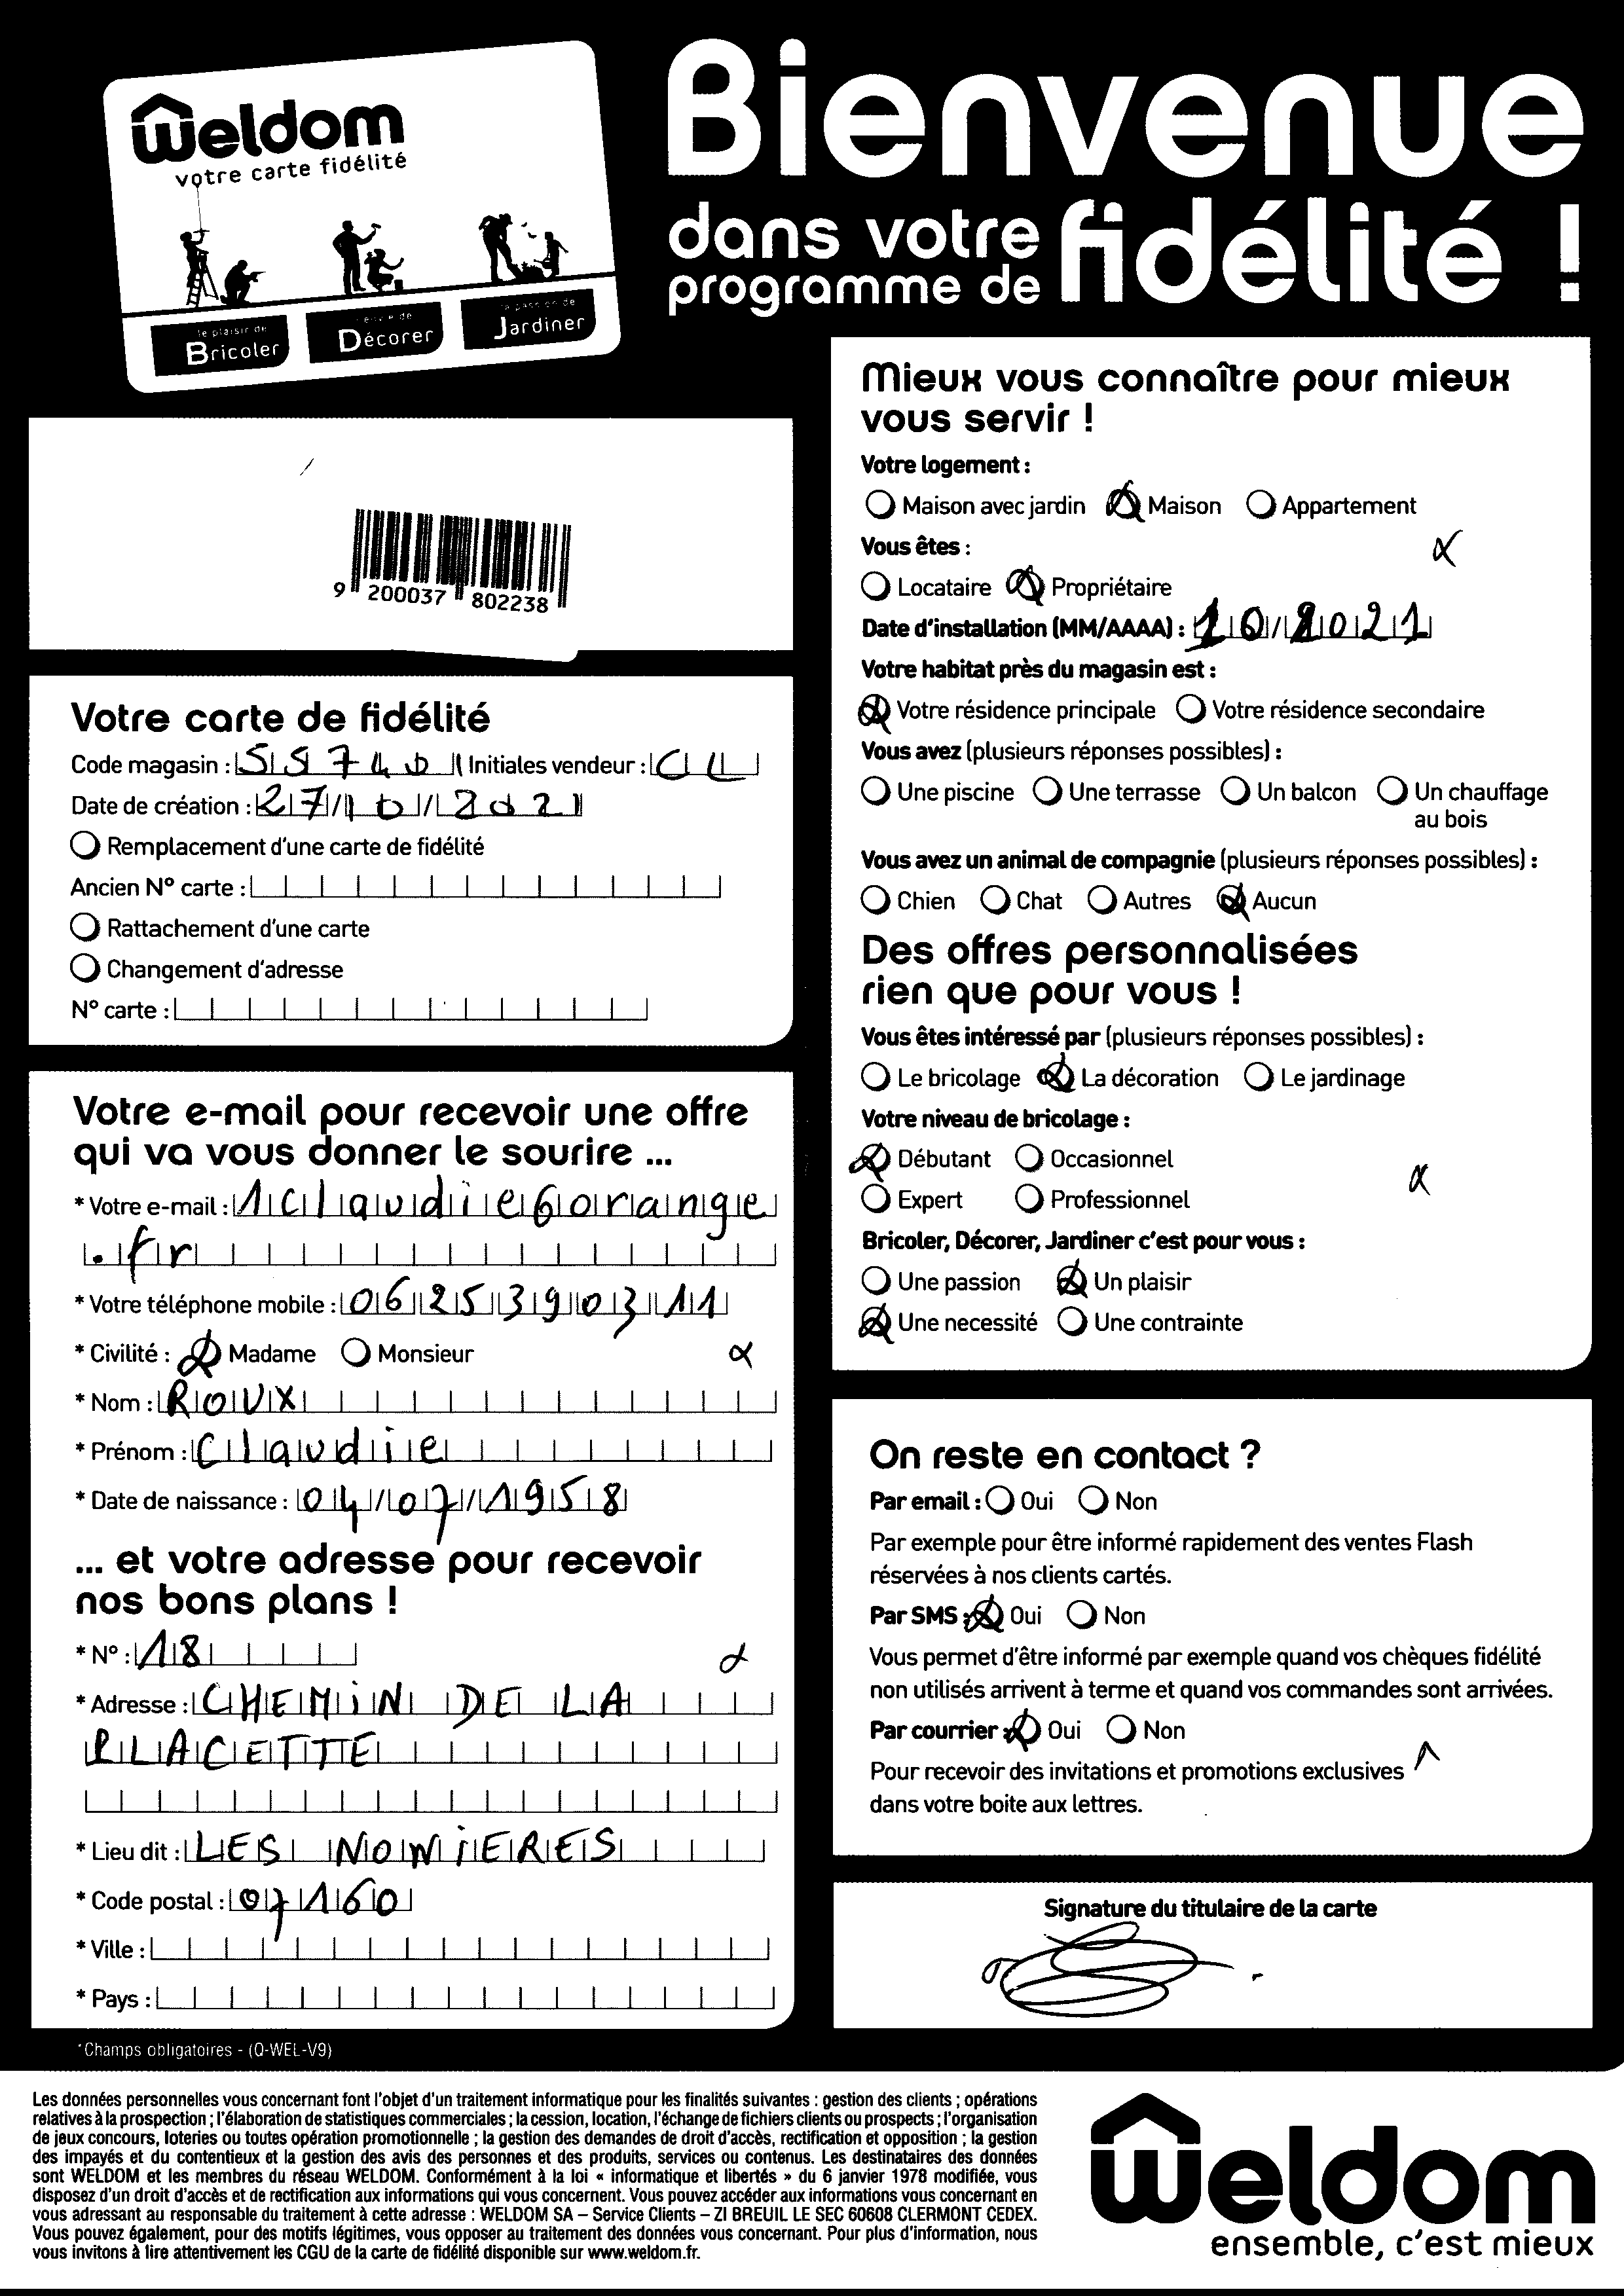 Weldom
votre carte fidélité
le plaisir de
Bricoler
Décorer
Jardiner
Bienvenue
dans votre
programme de fidélité !
9 200037 802238
Votre carte de fidélité
Code magasin : SS740 Initiales vendeur : CL
Date de création : 27/10/2021
Remplacement d'une carte de fidélité
Ancien N° carte :
Rattachement d'une carte
Changement d'adresse
N° carte :
Votre e-mail pour recevoir une offre
qui va vous donner le sourire ...
* Votre e-mail : 1claudie6orange
.fr
* Votre téléphone mobile : 06 25 39 03 11
* Civilité : Madame Monsieur
* Nom : ROUX
* Prénom : Claudie
* Date de naissance : 04/07/1958
... et votre adresse pour recevoir
nos bons plans !
* N° : 18
* Adresse : CHEMIN DE LA
PLACETTE
* Lieu dit : LES NONIERES
* Code postal : 07160
* Ville :
* Pays :
*Champs obligatoires - (Q-WEL-V9)
Mieux vous connaître pour mieux
vous servir !
Votre logement :
Maison avec jardin Maison Appartement
Vous êtes :
Locataire Propriétaire
Date d'installation (MM/AAAA) : 10/2021
Votre habitat près du magasin est :
Votre résidence principale Votre résidence secondaire
Vous avez (plusieurs réponses possibles) :
Une piscine Une terrasse Un balcon Un chauffage
au bois
Vous avez un animal de compagnie (plusieurs réponses possibles) :
Chien Chat Autres Aucun
Des offres personnalisées
rien que pour vous !
Vous êtes intéressé par (plusieurs réponses possibles) :
Le bricolage La décoration Le jardinage
Votre niveau de bricolage :
Débutant Occasionnel
Expert Professionnel
Bricoler, Décorer, Jardiner c'est pour vous :
Une passion Un plaisir
Une necessité Une contrainte
On reste en contact ?
Par email : Oui Non
Par exemple pour être informé rapidement des ventes Flash
réservées à nos clients cartés.
Par SMS : Oui Non
Vous permet d'être informé par exemple quand vos chèques fidélité
non utilisés arrivent à terme et quand vos commandes sont arrivées.
Par courrier : Oui Non
Pour recevoir des invitations et promotions exclusives
dans votre boite aux lettres.
Signature du titulaire de la carte
Les données personnelles vous concernant font l'objet d'un traitement informatique pour les finalités suivantes : gestion des clients ; opérations
relatives à la prospection ; l'élaboration de statistiques commerciales ; la cession, location, l'échange de fichiers clients ou prospects ; l'organisation
de jeux concours, loteries ou toutes opération promotionnelle ; la gestion des demandes de droit d'accès, rectification et opposition ; la gestion
des impayés et du contentieux et la gestion des avis des personnes et des produits, services ou contenus. Les destinataires des données
sont WELDOM et les membres du réseau WELDOM. Conformément à la loi « informatique et libertés » du 6 janvier 1978 modifiée, vous
disposez d'un droit d'accès et de rectification aux informations qui vous concernent. Vous pouvez accéder aux informations vous concernant en
vous adressant au responsable du traitement à cette adresse : WELDOM SA – Service Clients – ZI BREUIL LE SEC 60608 CLERMONT CEDEX.
Vous pouvez également, pour des motifs légitimes, vous opposer au traitement des données vous concernant. Pour plus d'information, nous
vous invitons à lire attentivement les CGU de la carte de fidélité disponible sur www.weldom.fr.
Weldom
ensemble, c'est mieux